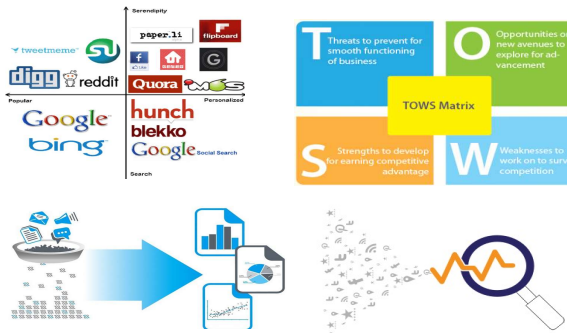 Serendipity
paper.li
flipboard
tweetmeme
f
G
Like
digg
reddit
Quora
Popular
Personalized
Google
hunch
bing
blekko
Google Social Search
Search
T
Threats to prevent for
smooth functioning
of business
O
Opportunities or
new avenues to
explore for ad-
vancement
TOWS Matrix
S
Strengths to develop
for earning competitive
advantage
W
Weaknesses to
work on to
competition